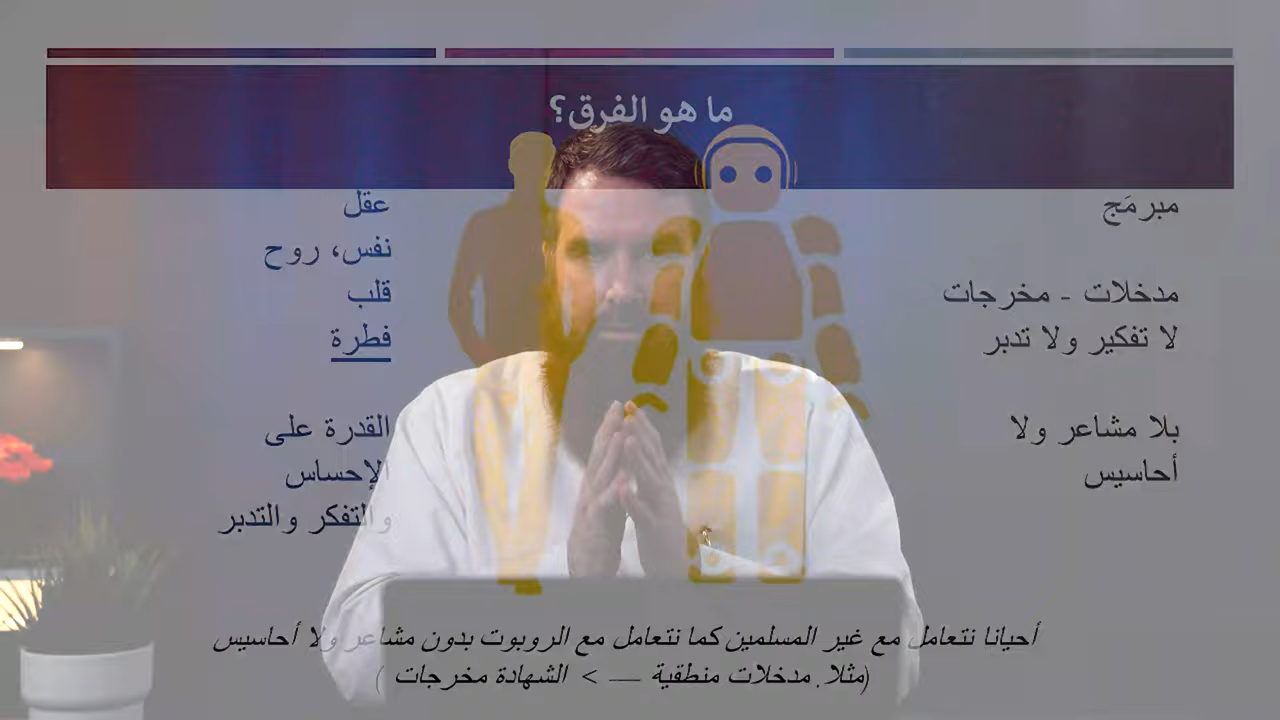 ما هو الفرق؟
مبرمَج
مدخلات - مخرجات
لا تفكير ولا تدبر
بلا مشاعر ولا
أحاسيس
عقل
نفس، روح
قلب
فطرة
القدرة على
الإحساس
والتفكر والتدبر
أحيانا نتعامل مع غير المسلمين كما نتعامل مع الروبوت بدون مشاعر ولا أحاسيس
(مثلا. مدخلات منطقية —-> الشهادة مخرجات )